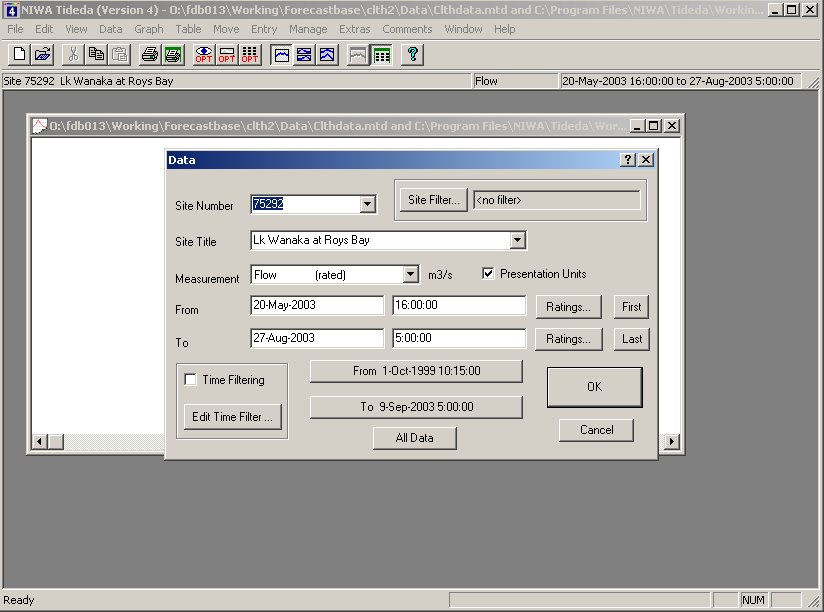 NIWA Tideda (Version 4) - O:\fdb013\Working\Forecastbase\clth2\Data\Clthdata.mtd and C:\Program Files\NIWA\Tideda\Workin...
File Edit View Data Graph Table Move Entry Manage Extras Comments Window Help
OPT OPT OPT ?
Site 75292 Lk Wanaka at Roys Bay Flow 20-May-2003 16:00:00 to 27-Aug-2003 5:00:00
O:\fdb013\Working\Forecastbase\clth2\Data\Clthdata.mtd and C:\Program Files\NIWA\Tideda\Wor...
Data
Site Number 75292 Site Filter... <no filter>
Site Title Lk Wanaka at Roys Bay
Measurement Flow (rated) m3/s Presentation Units
From 20-May-2003 16:00:00 Ratings... First
To 27-Aug-2003 5:00:00 Ratings... Last
Time Filtering From 1-Oct-1999 10:15:00 OK
Edit Time Filter ... To 9-Sep-2003 5:00:00
All Data Cancel
Ready NUM